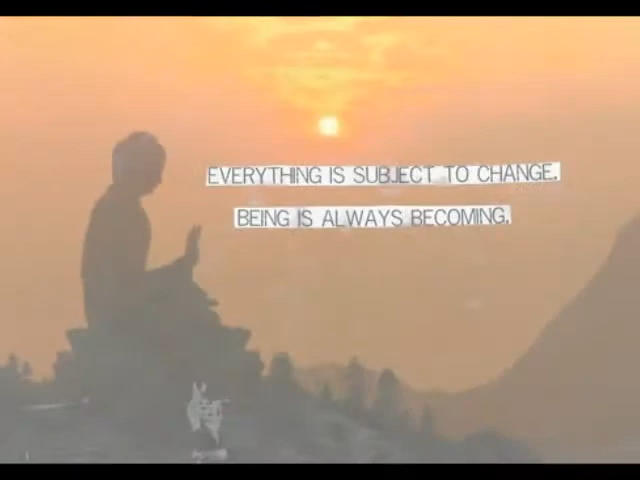 EVERYTHING IS SUBJECT TO CHANGE.
BEING IS ALWAYS BECOMING.